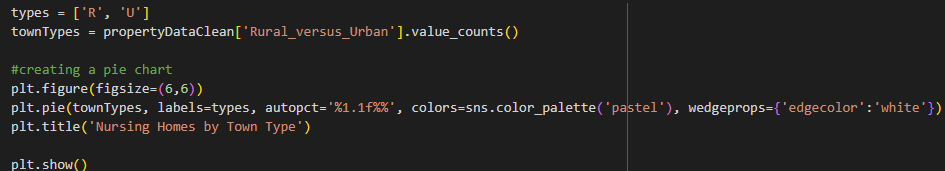 types = ['R', 'U']
townTypes = propertyDataClean['Rural_versus_Urban'].value_counts()
#creating a pie chart
plt.figure(figsize=(6,6))
plt.pie(townTypes, labels=types, autopct='%1.1f%%', colors=sns.color_palette('pastel'), wedgeprops={'edgecolor':'white'})
plt.title('Nursing Homes by Town Type')
plt.show()